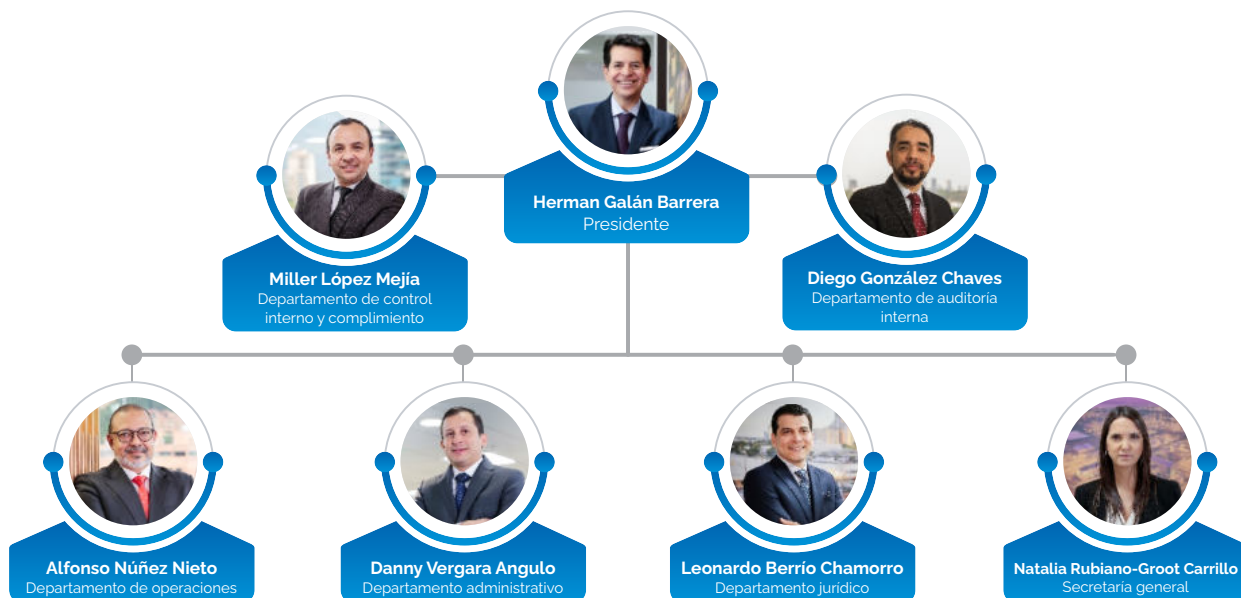 Herman Galán Barrera
Presidente
Miller López Mejía
Departamento de control
interno y complimiento
Diego González Chaves
Departamento de auditoría
interna
Alfonso Núñez Nieto
Departamento de operaciones
Danny Vergara Angulo
Departamento administrativo
Leonardo Berrío Chamorro
Departamento jurídico
Natalia Rubiano-Groot Carrillo
Secretaría general